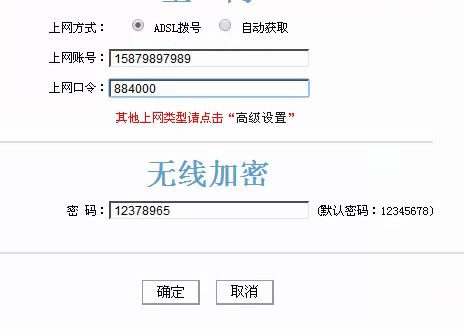 上网方式： ADSL拨号 自动获取
上网账号： 15879897989
上网口令： 884000
其他上网类型请点击“高级设置”
无线加密
密 码： 12378965 (默认密码：12345678)
确定 取消